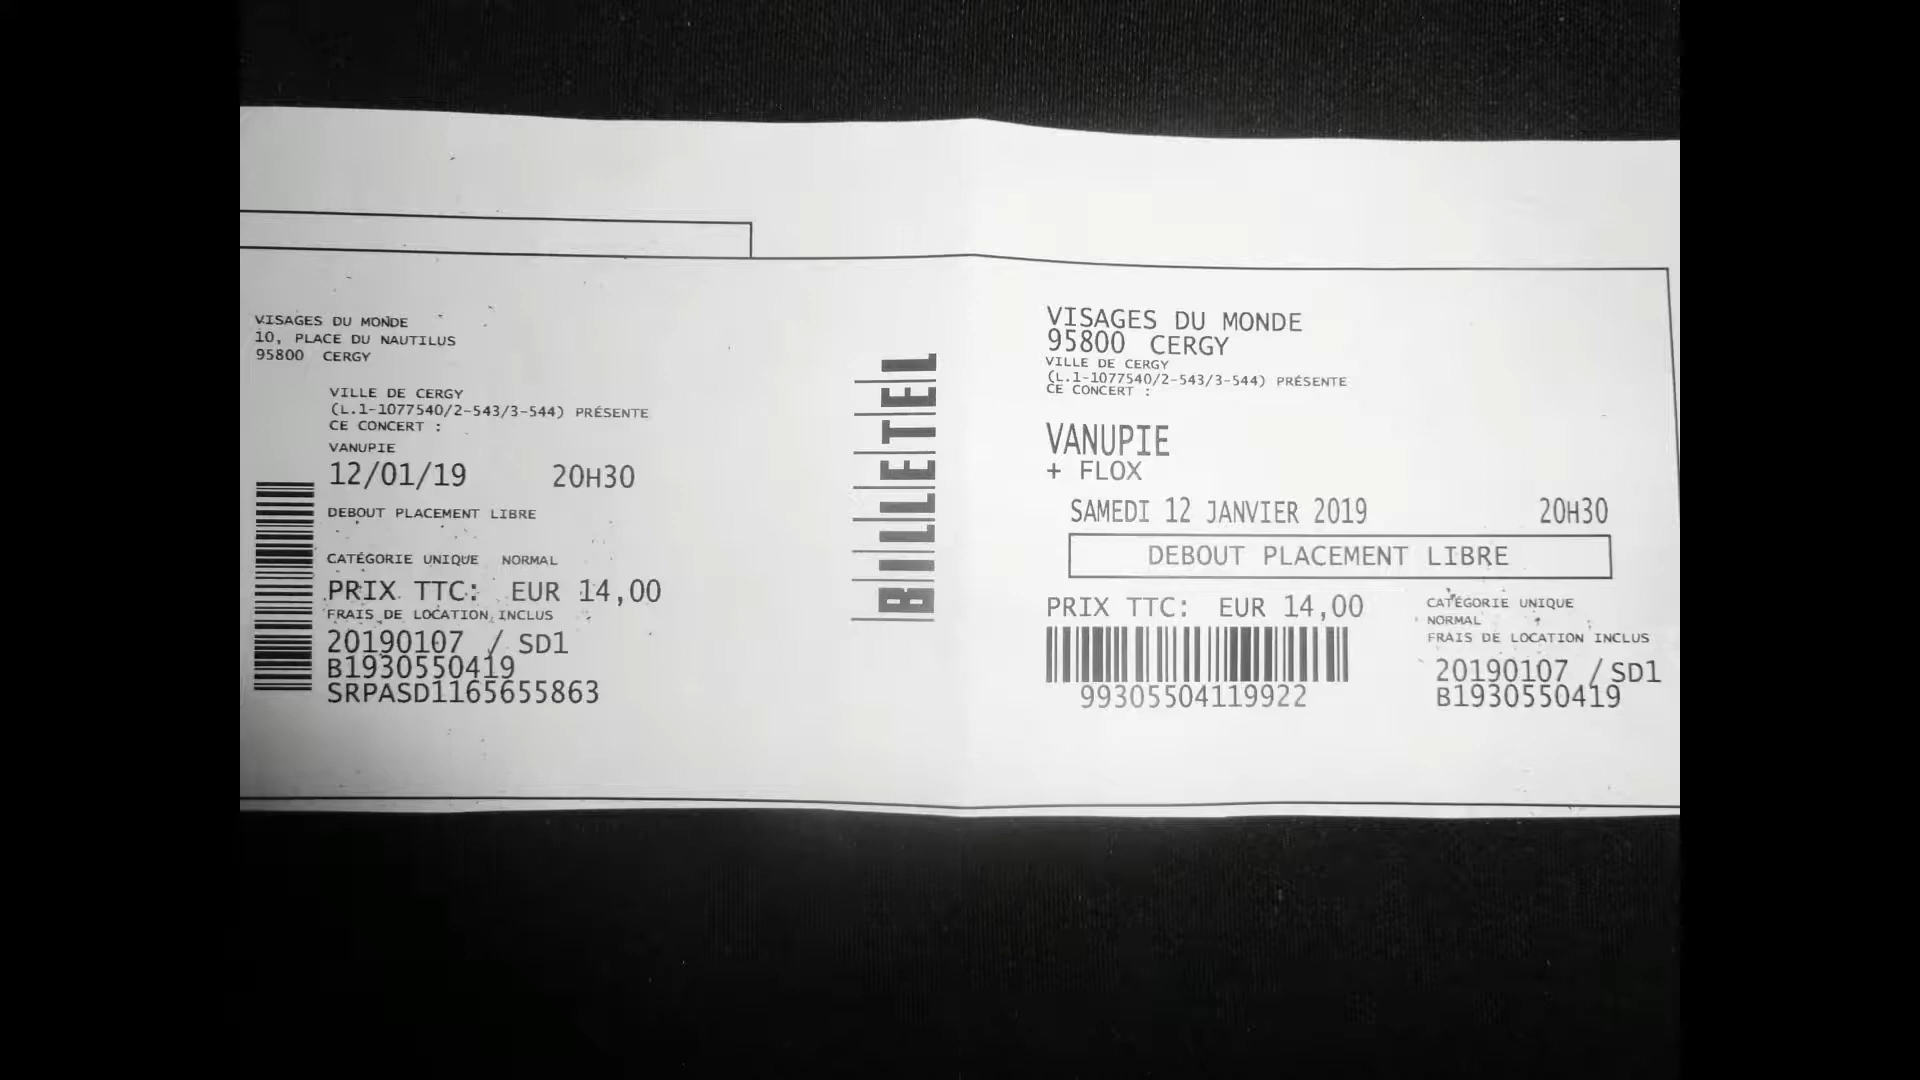 VISAGES DU MONDE
10, PLACE DU NAUTILUS
95800 CERGY
VILLE DE CERGY
(L.1-1077540/2-543/3-544) PRÉSENTE
CE CONCERT :
VANUPIE
12/01/19 20H30
DEBOUT PLACEMENT LIBRE
CATÉGORIE UNIQUE NORMAL
PRIX TTC: EUR 14,00
FRAIS DE LOCATION INCLUS
20190107 / SD1
B1930550419
SRPASD1165655863
BILLETEL
VISAGES DU MONDE
95800 CERGY
VILLE DE CERGY
(L.1-1077540/2-543/3-544) PRÉSENTE
CE CONCERT :
VANUPIE
+ FLOX
SAMEDI 12 JANVIER 2019 20H30
DEBOUT PLACEMENT LIBRE
PRIX TTC: EUR 14,00
99305504119922
CATÉGORIE UNIQUE
NORMAL
FRAIS DE LOCATION INCLUS
20190107 / SD1
B1930550419